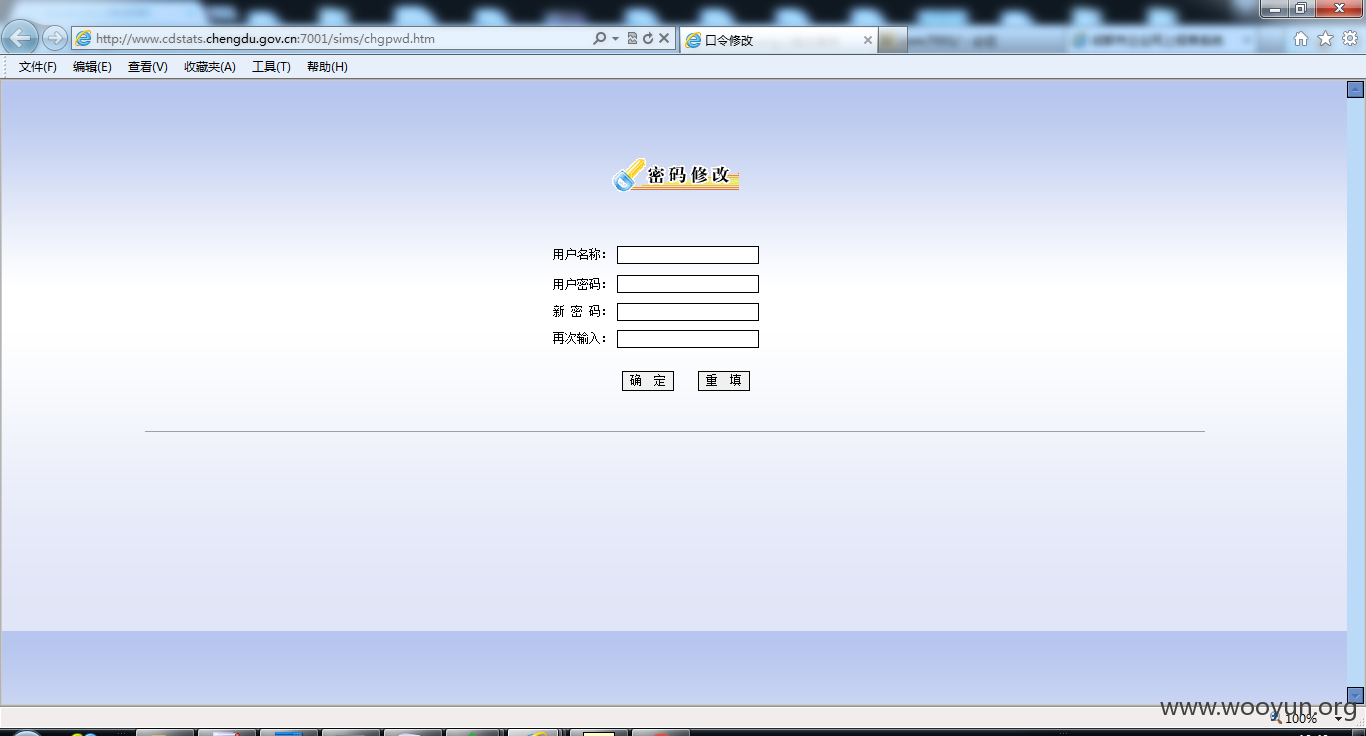 http://www.cdstats.chengdu.gov.cn:7001/sims/chgpwd.htm
口令修改
文件(F) 编辑(E) 查看(V) 收藏夹(A) 工具(T) 帮助(H)
密码修改
用户名称：
用户密码：
新 密 码：
再次输入：
确 定 重 填
www.wooyun.org
100%